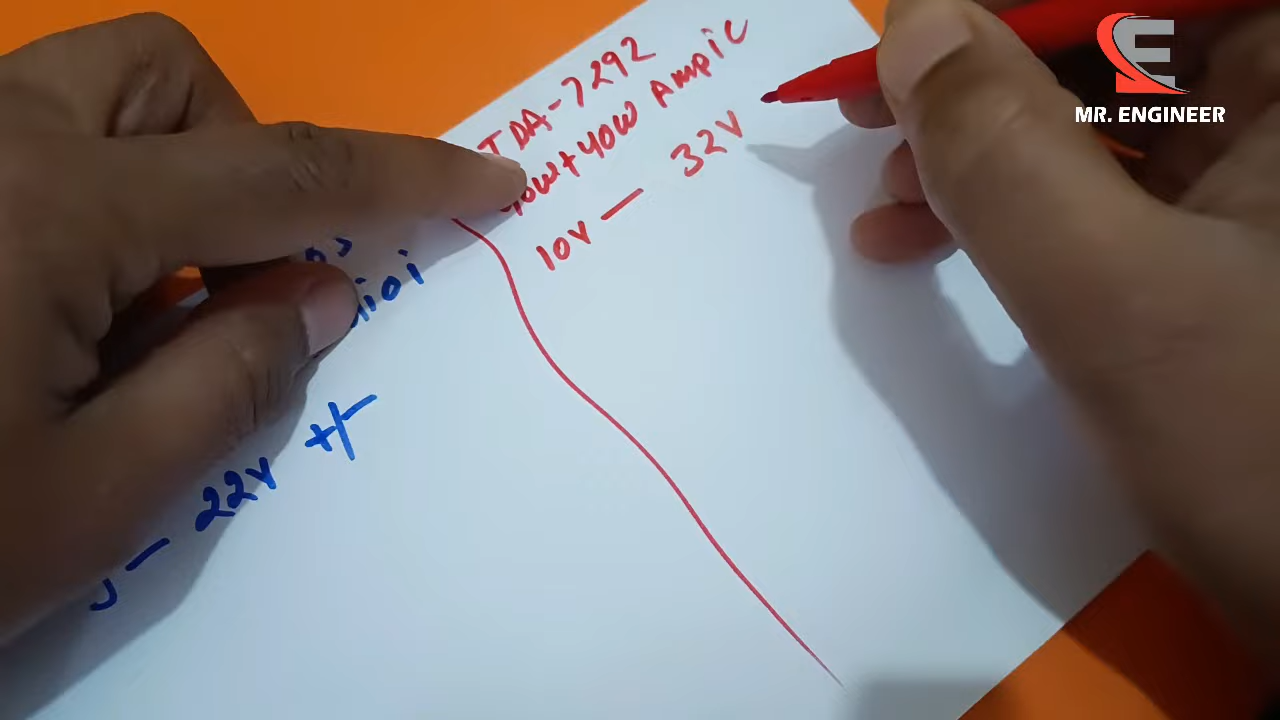 TDA-7292
40W+40W Ampic
10V — 32V
22V +/-
MR. ENGINEER